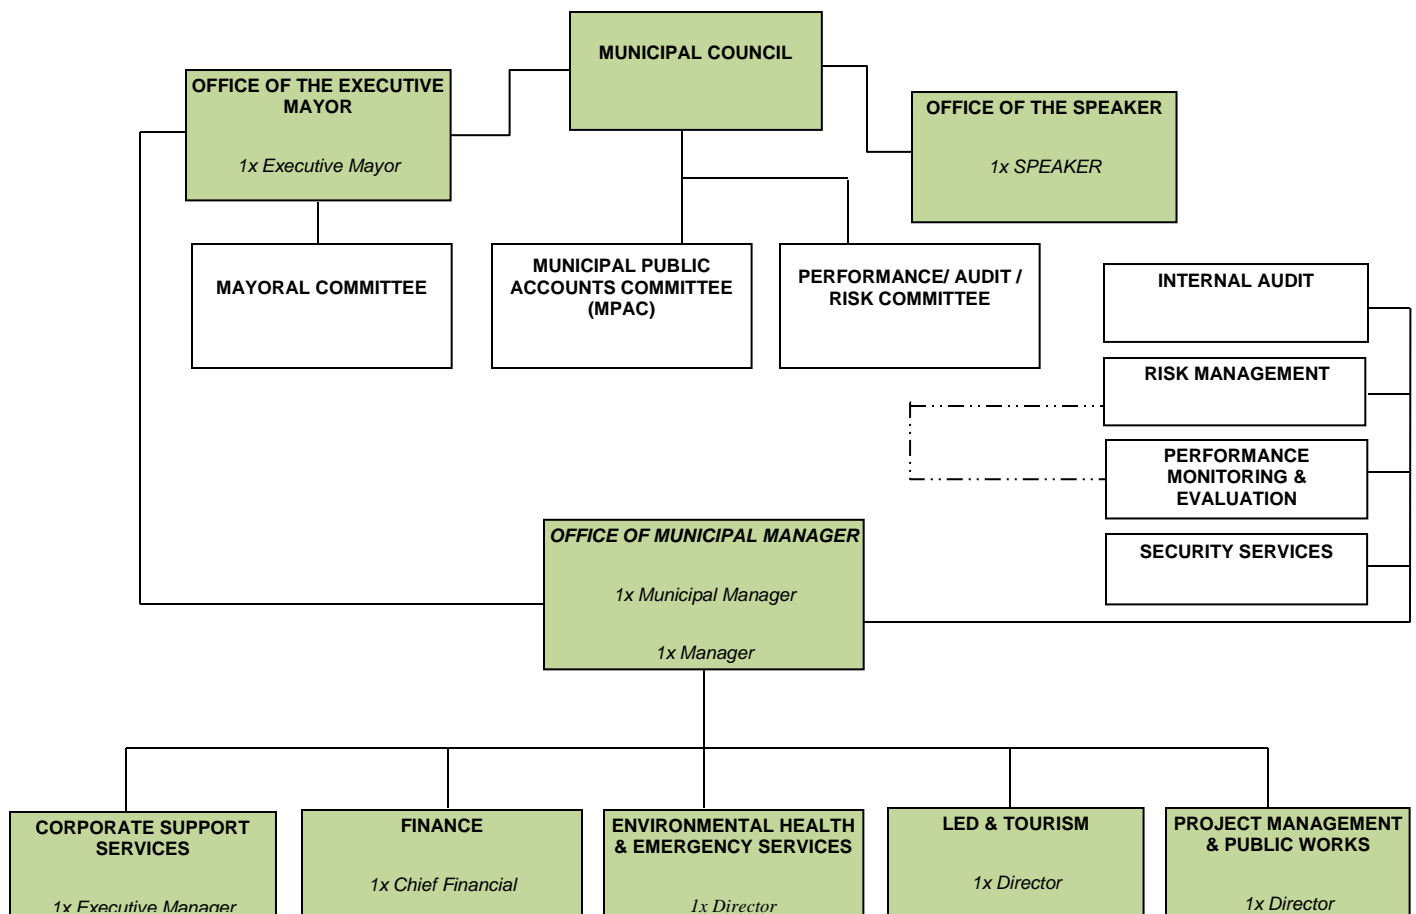 MUNICIPAL COUNCIL
OFFICE OF THE EXECUTIVE
MAYOR
1x Executive Mayor
OFFICE OF THE SPEAKER
1x SPEAKER
MAYORAL COMMITTEE
MUNICIPAL PUBLIC
ACCOUNTS COMMITTEE
(MPAC)
PERFORMANCE/ AUDIT /
RISK COMMITTEE
INTERNAL AUDIT
RISK MANAGEMENT
PERFORMANCE
MONITORING &
EVALUATION
SECURITY SERVICES
OFFICE OF MUNICIPAL MANAGER
1x Municipal Manager
1x Manager
CORPORATE SUPPORT
SERVICES
1x Executive Manager
FINANCE
1x Chief Financial
ENVIRONMENTAL HEALTH
& EMERGENCY SERVICES
1x Director
LED & TOURISM
1x Director
PROJECT MANAGEMENT
& PUBLIC WORKS
1x Director